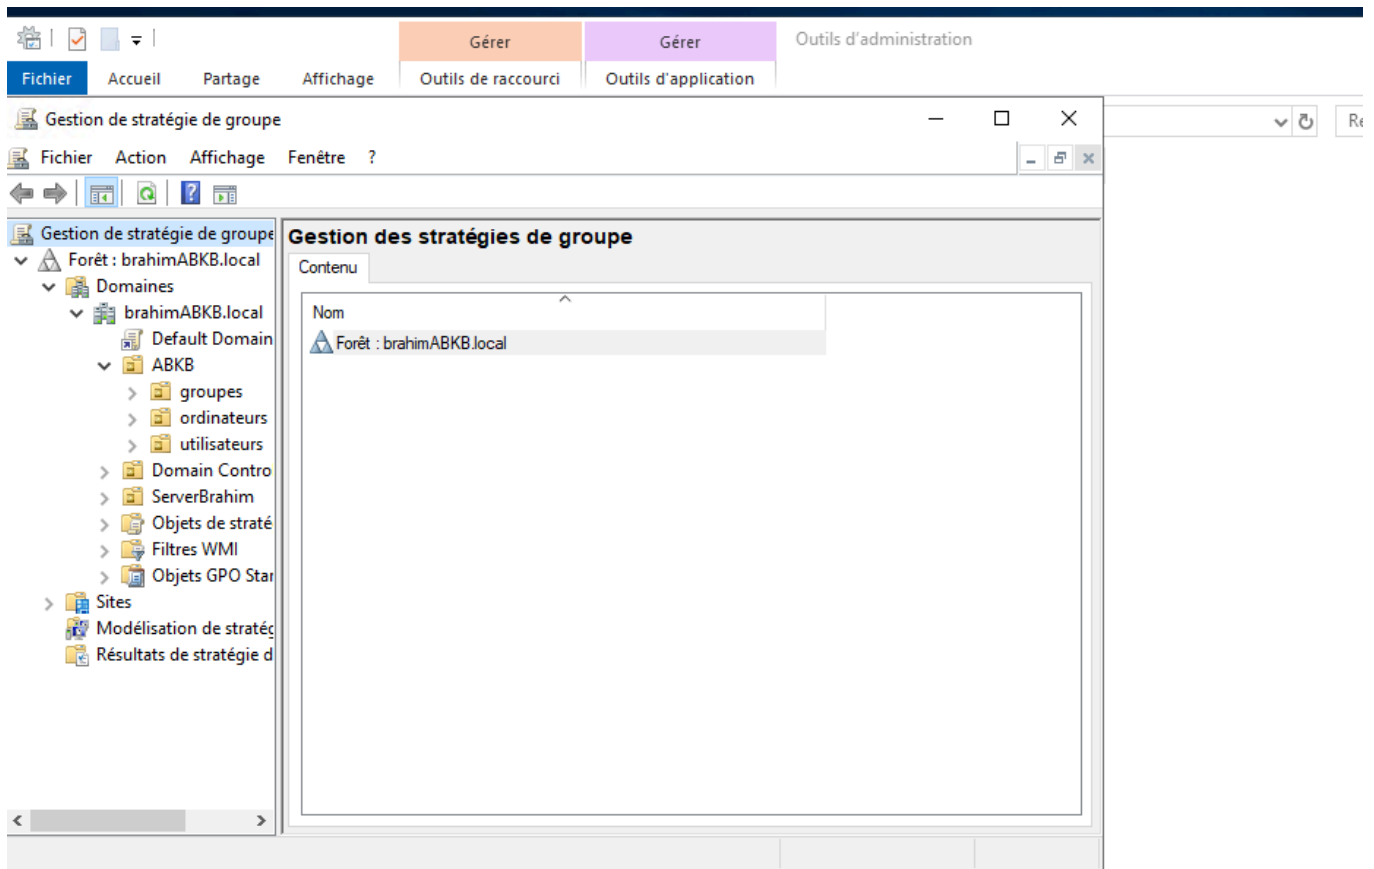 Gérer Gérer Outils d'administration
Fichier Accueil Partage Affichage Outils de raccourci Outils d'application
Gestion de stratégie de groupe
Fichier Action Affichage Fenêtre ?
Gestion de stratégie de groupe
Forêt : brahimABKB.local
Domaines
brahimABKB.local
Default Domain
ABKB
groupes
ordinateurs
utilisateurs
Domain Contro
ServerBrahim
Objets de straté
Filtres WMI
Objets GPO Star
Sites
Modélisation de stratég
Résultats de stratégie d
Gestion des stratégies de groupe
Contenu
Nom
Forêt : brahimABKB.local
Re